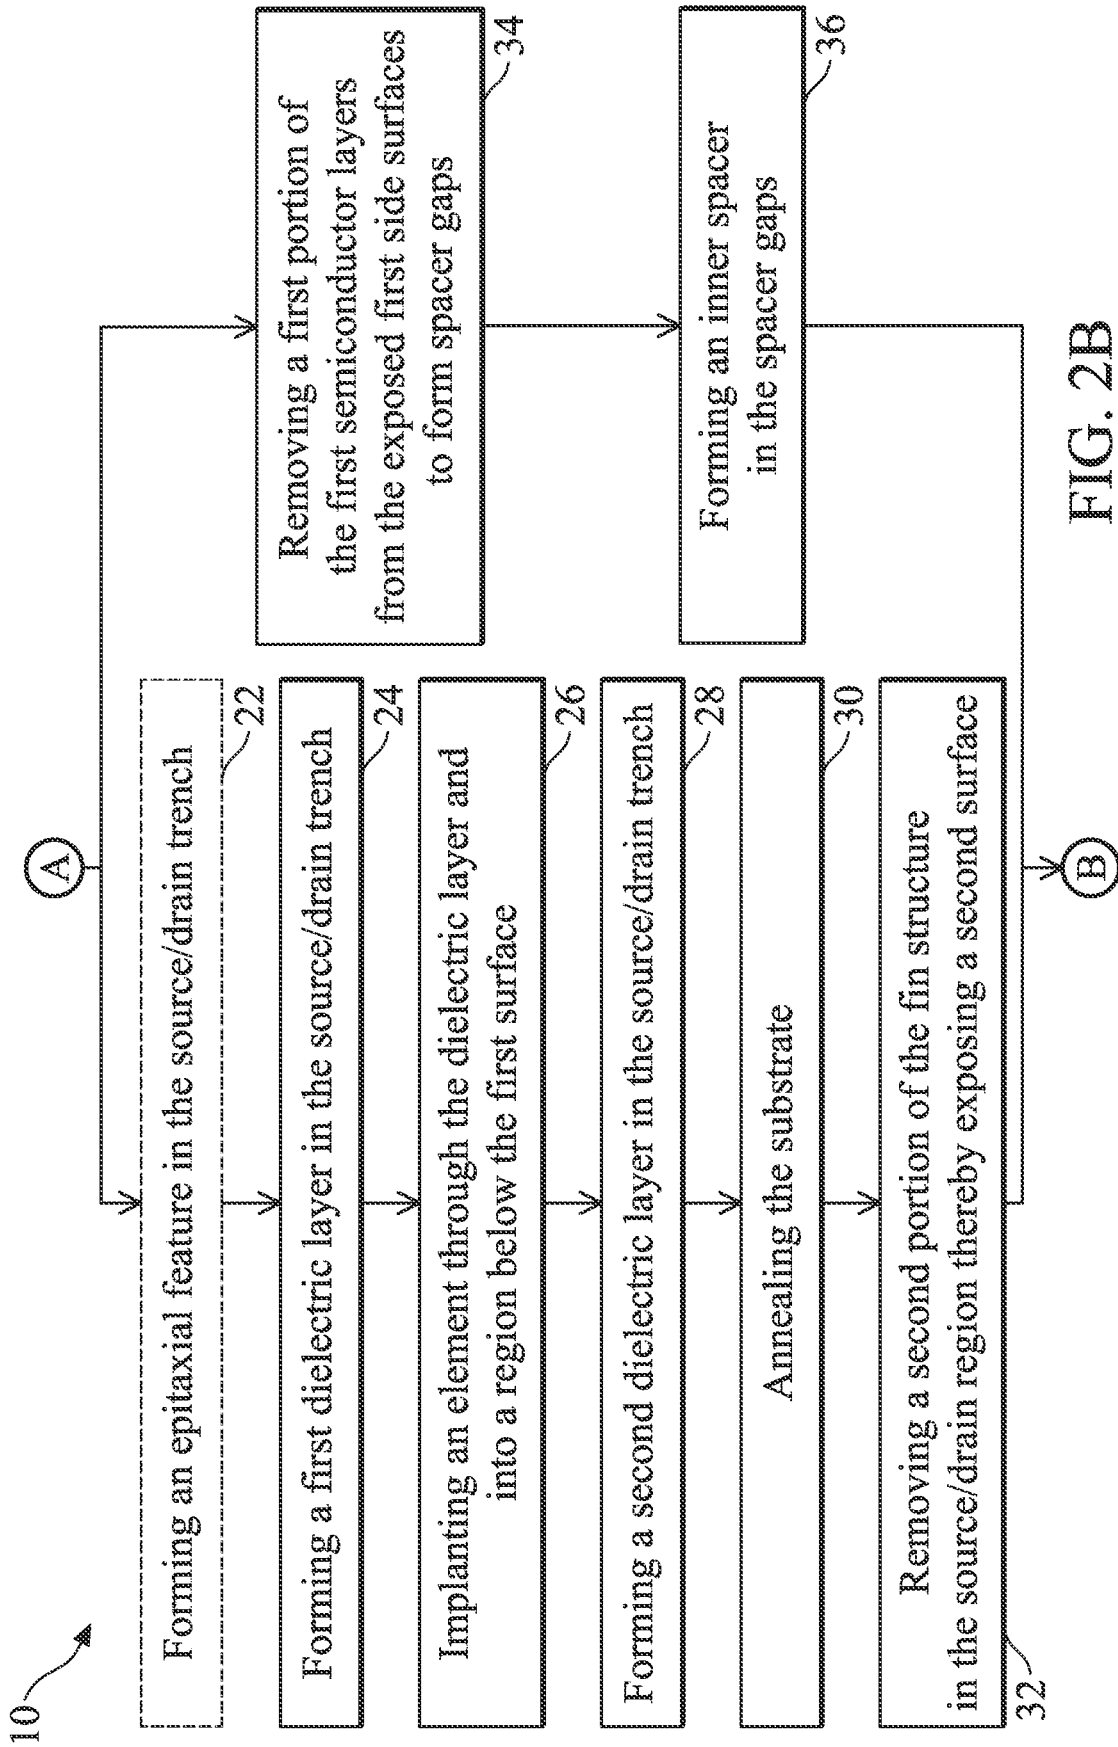 10
A
Forming an epitaxial feature in the source/drain trench
22
Forming a first dielectric layer in the source/drain trench
24
Implanting an element through the dielectric layer and
into a region below the first surface
26
Forming a second dielectric layer in the source/drain trench
28
Annealing the substrate
30
Removing a second portion of the fin structure
in the source/drain region thereby exposing a second surface
32
Removing a first portion of
the first semiconductor layers
from the exposed first side surfaces
to form spacer gaps
34
Forming an inner spacer
in the spacer gaps
36
B
FIG. 2B